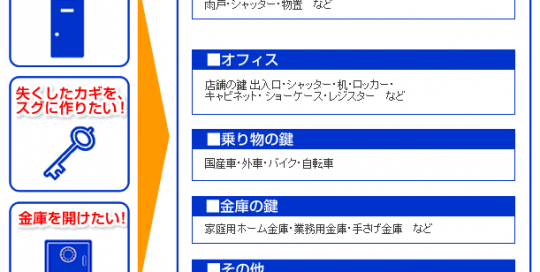 雨戸・シャッター・物置　など
■オフィス
店舗の鍵 出入口・シャッター・机・ロッカー・
キャビネット・ショーケース・レジスター　など
失くしたカギを、
スグに作りたい!
■乗り物の鍵
国産車・外車・バイク・自転車
■金庫の鍵
金庫を開けたい!
家庭用ホーム金庫・業務用金庫・手さげ金庫　など
■その他